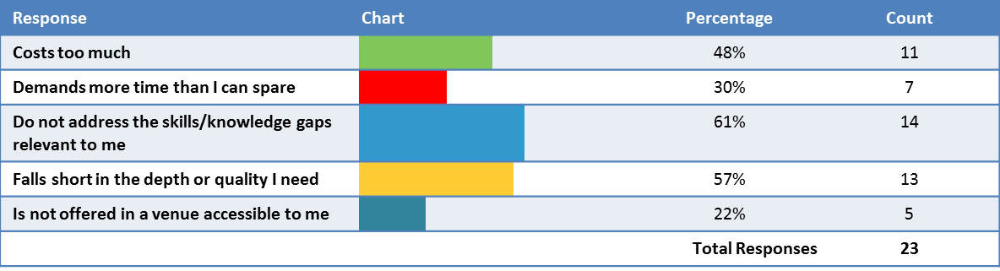 Response Chart Percentage Count
Costs too much 48% 11
Demands more time than I can spare 30% 7
Do not address the skills/knowledge gaps 61% 14
relevant to me
Falls short in the depth or quality I need 57% 13
Is not offered in a venue accessible to me 22% 5
Total Responses 23